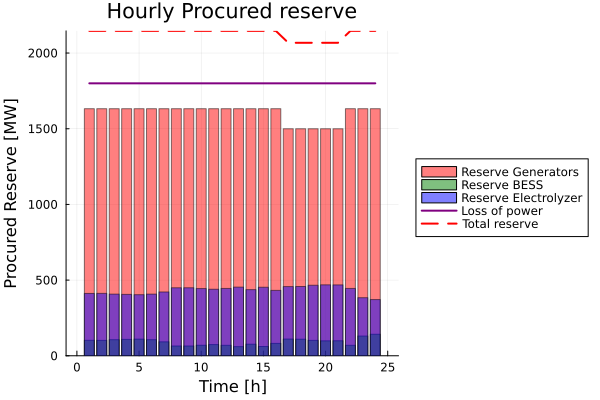 Hourly Procured reserve
Procured Reserve [MW]
2000
1500
1000
500
0
0 5 10 15 20 25
Time [h]
Reserve Generators
Reserve BESS
Reserve Electrolyzer
Loss of power
Total reserve